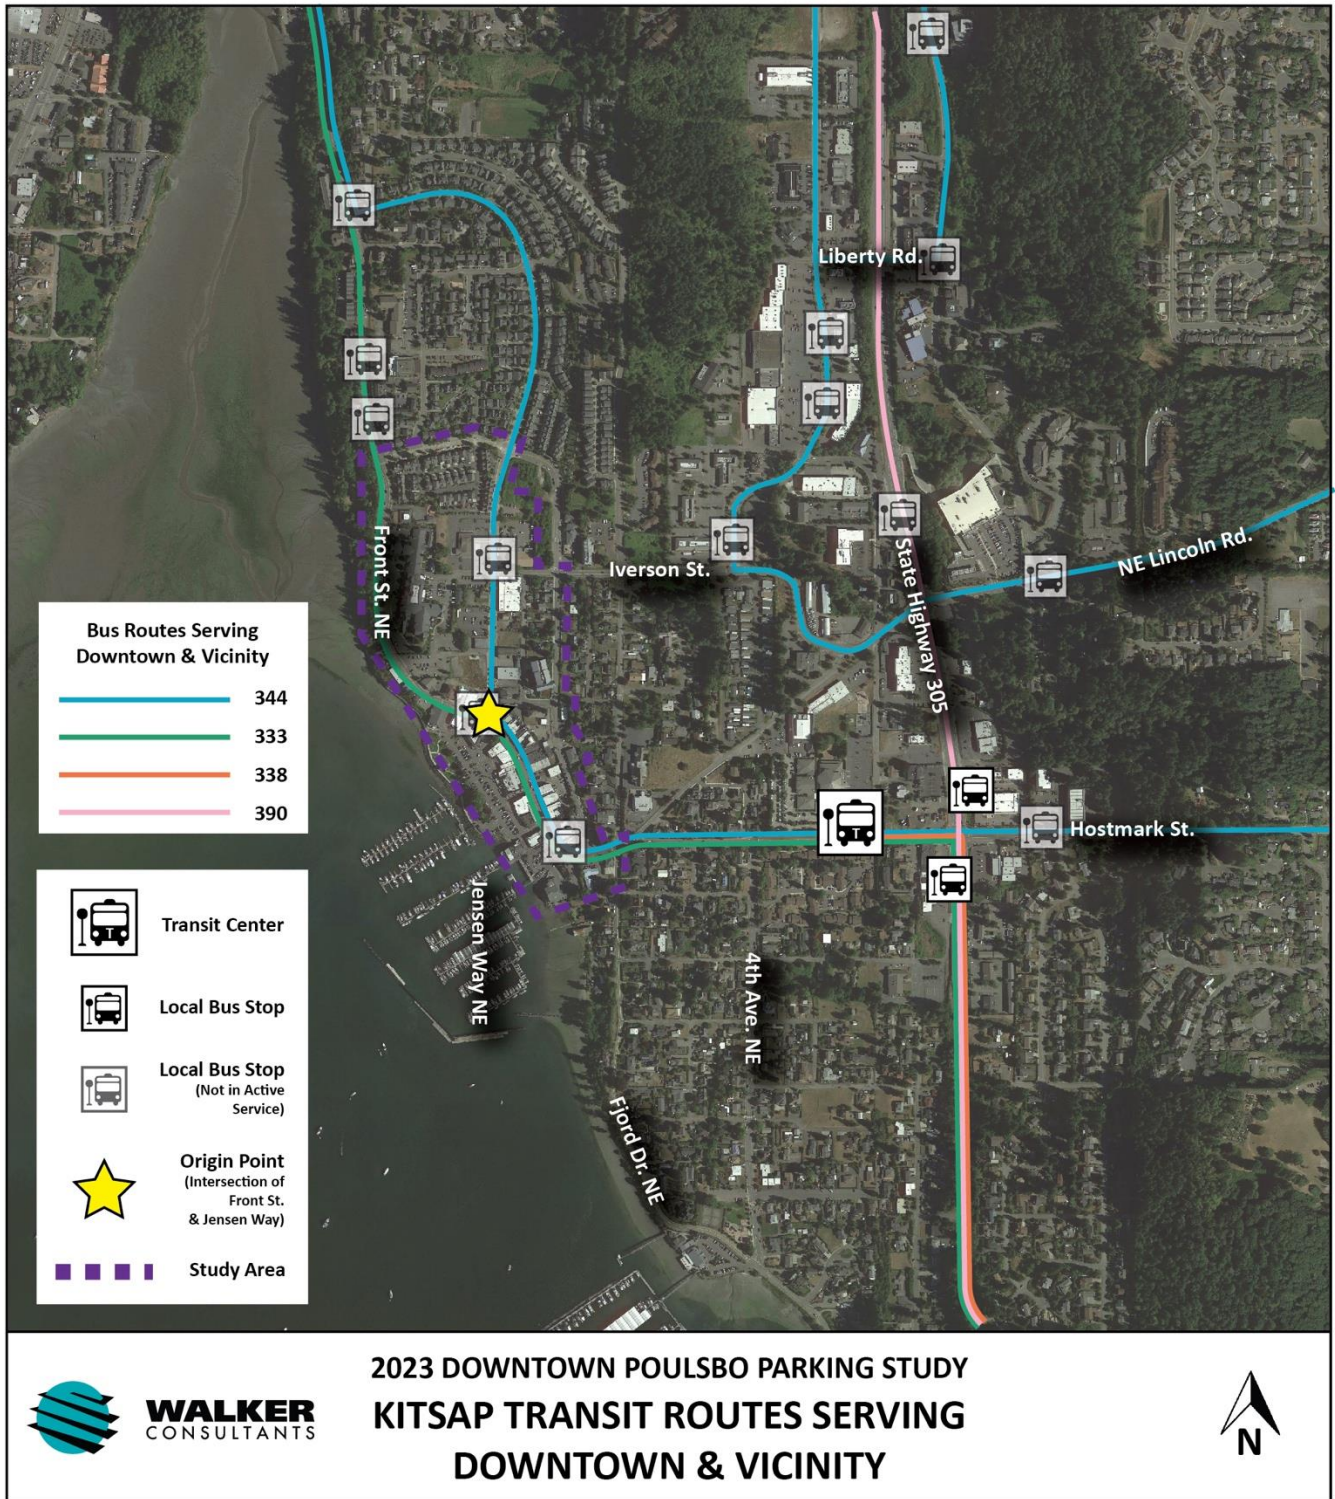 Liberty Rd.
Front St. NE
Iverson St.
State Highway 305
NE Lincoln Rd.
Hostmark St.
Jensen Way NE
4th Ave. NE
Fjord Dr. NE
Bus Routes Serving
Downtown & Vicinity
344
333
338
390
T
T
Transit Center
Local Bus Stop
Local Bus Stop
(Not in Active
Service)
Origin Point
(Intersection of
Front St.
& Jensen Way)
Study Area
WALKER
CONSULTANTS
2023 DOWNTOWN POULSBO PARKING STUDY
KITSAP TRANSIT ROUTES SERVING
DOWNTOWN & VICINITY
N